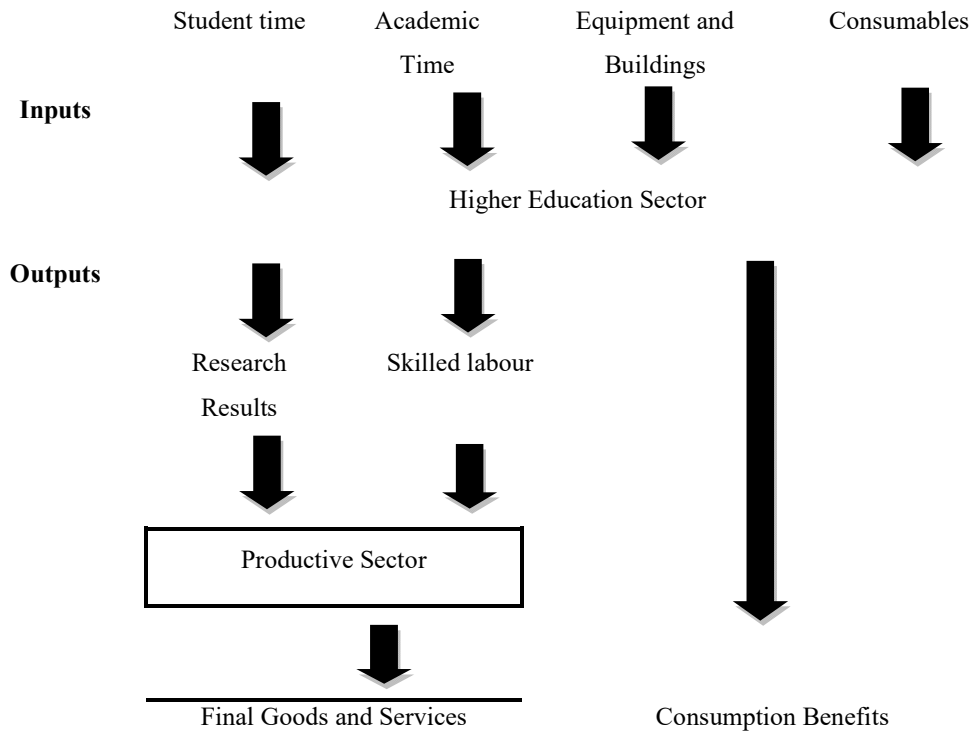 Student time Academic Equipment and Consumables
Time Buildings
Inputs
Higher Education Sector
Outputs
Research Skilled labour
Results
Productive Sector
Final Goods and Services Consumption Benefits